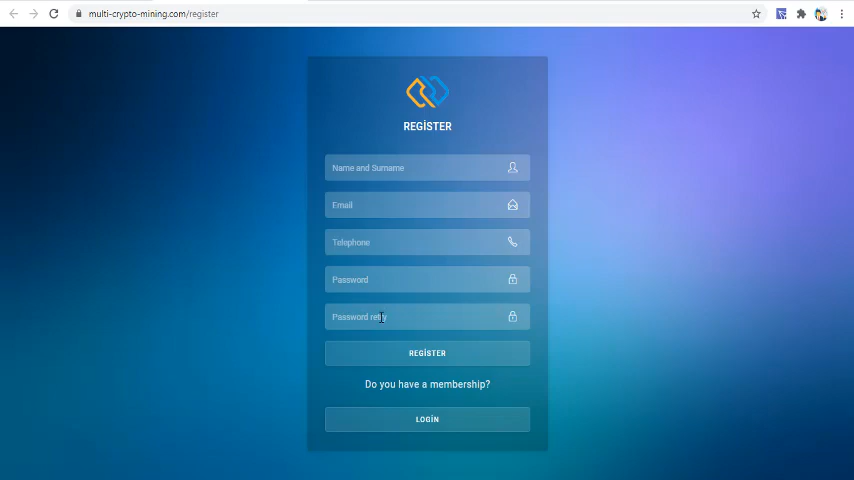 multi-crypto-mining.com/register
REGİSTER
Name and Surname
Email
Telephone
Password
Password retry
REGİSTER
Do you have a membership?
LOGİN